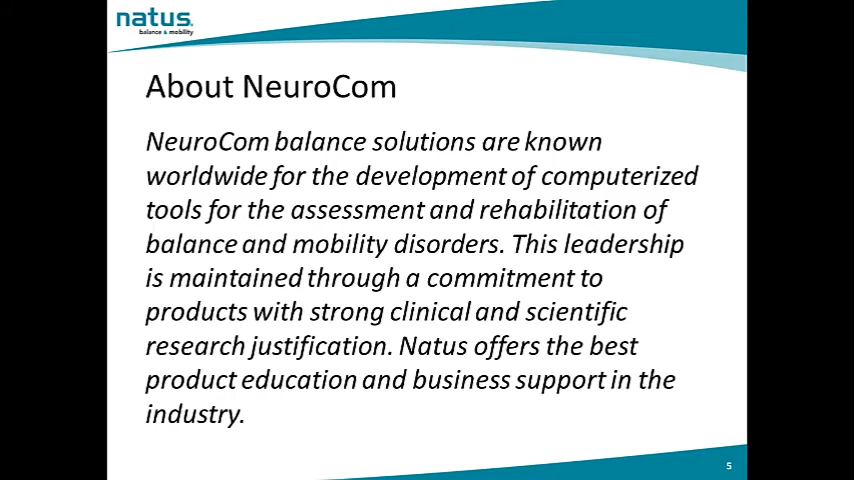 natus.
balance & mobility
About NeuroCom
NeuroCom balance solutions are known
worldwide for the development of computerized
tools for the assessment and rehabilitation of
balance and mobility disorders. This leadership
is maintained through a commitment to
products with strong clinical and scientific
research justification. Natus offers the best
product education and business support in the
industry.
5